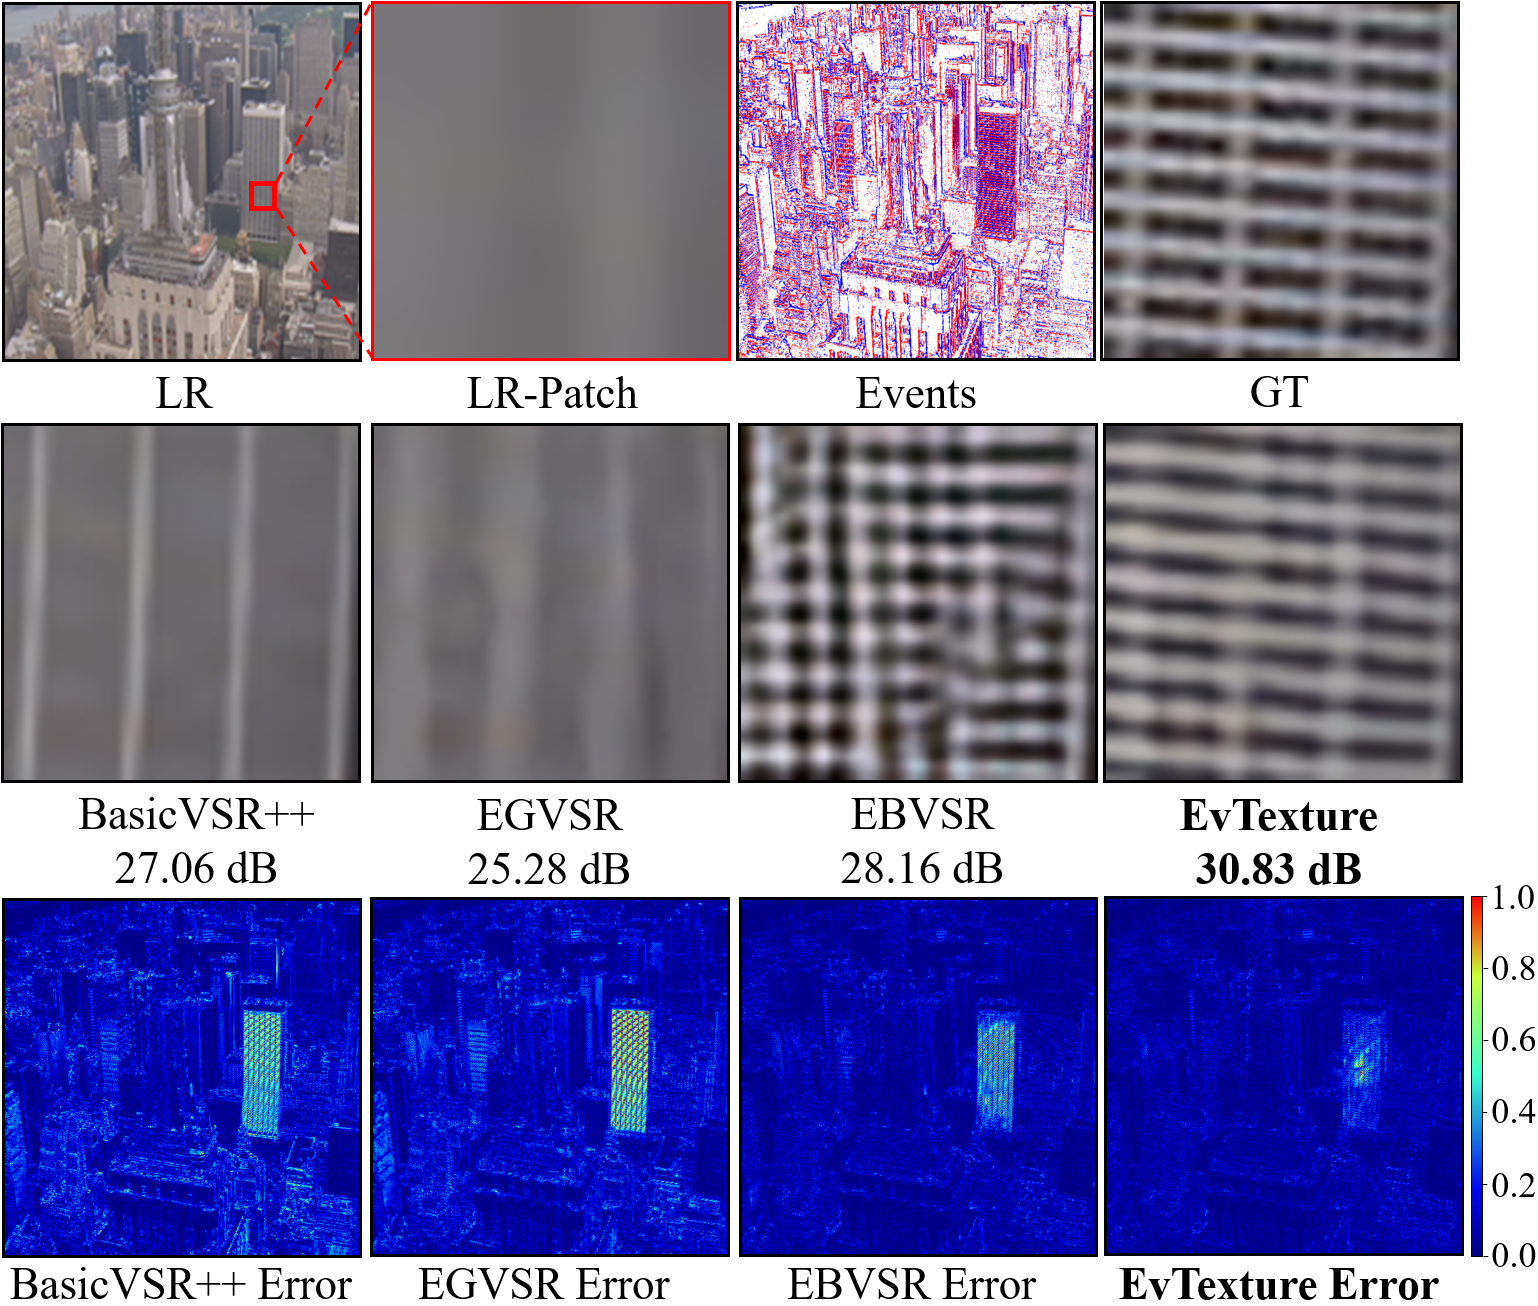 LR
LR-Patch
Events
GT
BasicVSR++
27.06 dB
EGVSR
25.28 dB
EBVSR
28.16 dB
EvTexture
30.83 dB
1.0
0.8
0.6
0.4
0.2
0.0
BasicVSR++ Error
EGVSR Error
EBVSR Error
EvTexture Error